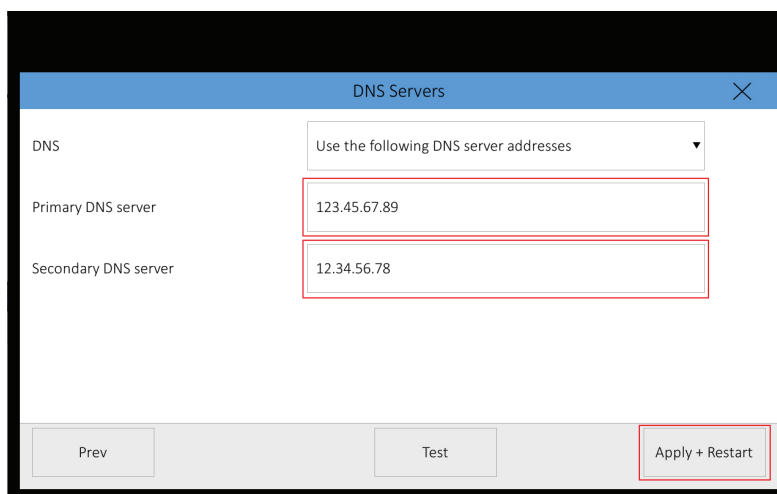 DNS Servers
DNS
Use the following DNS server addresses
Primary DNS server
123.45.67.89
Secondary DNS server
12.34.56.78
Prev
Test
Apply + Restart